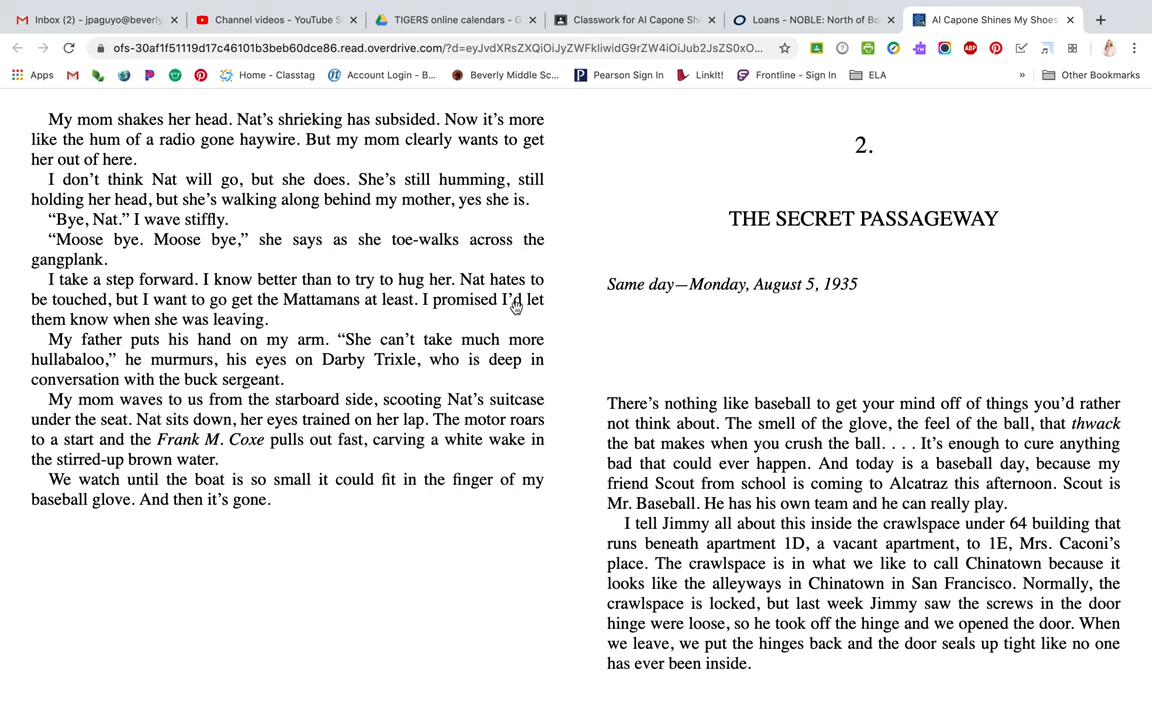 Inbox (2) - jpaguyo@beverly
Channel videos - YouTube S
TIGERS online calendars - G
Classwork for Al Capone Sh
Loans - NOBLE: North of Bo
Al Capone Shines My Shoes
ofs-30af1f51119d17c46101b3beb60dce86.read.overdrive.com/?d=eyJvdXRsZXQiOiJyZWFkIiwidG9rZW4iOiJub2JsZS0xO...
Apps
Home - Classtag
Account Login - B...
Beverly Middle Sc...
Pearson Sign In
LinkIt!
Frontline - Sign In
ELA
»
Other Bookmarks
My mom shakes her head. Nat's shrieking has subsided. Now it's more
like the hum of a radio gone haywire. But my mom clearly wants to get
her out of here.
I don't think Nat will go, but she does. She's still humming, still
holding her head, but she's walking along behind my mother, yes she is.
"Bye, Nat." I wave stiffly.
"Moose bye. Moose bye," she says as she toe-walks across the
gangplank.
I take a step forward. I know better than to try to hug her. Nat hates to
be touched, but I want to go get the Mattamans at least. I promised I'd let
them know when she was leaving.
My father puts his hand on my arm. "She can't take much more
hullabaloo," he murmurs, his eyes on Darby Trixle, who is deep in
conversation with the buck sergeant.
My mom waves to us from the starboard side, scooting Nat's suitcase
under the seat. Nat sits down, her eyes trained on her lap. The motor roars
to a start and the Frank M. Coxe pulls out fast, carving a white wake in
the stirred-up brown water.
We watch until the boat is so small it could fit in the finger of my
baseball glove. And then it's gone.
2.
THE SECRET PASSAGEWAY
Same day—Monday, August 5, 1935
There's nothing like baseball to get your mind off of things you'd rather
not think about. The smell of the glove, the feel of the ball, that thwack
the bat makes when you crush the ball. . . . It's enough to cure anything
bad that could ever happen. And today is a baseball day, because my
friend Scout from school is coming to Alcatraz this afternoon. Scout is
Mr. Baseball. He has his own team and he can really play.
I tell Jimmy all about this inside the crawlspace under 64 building that
runs beneath apartment 1D, a vacant apartment, to 1E, Mrs. Caconi's
place. The crawlspace is in what we like to call Chinatown because it
looks like the alleyways in Chinatown in San Francisco. Normally, the
crawlspace is locked, but last week Jimmy saw the screws in the door
hinge were loose, so he took off the hinge and we opened the door. When
we leave, we put the hinges back and the door seals up tight like no one
has ever been inside.